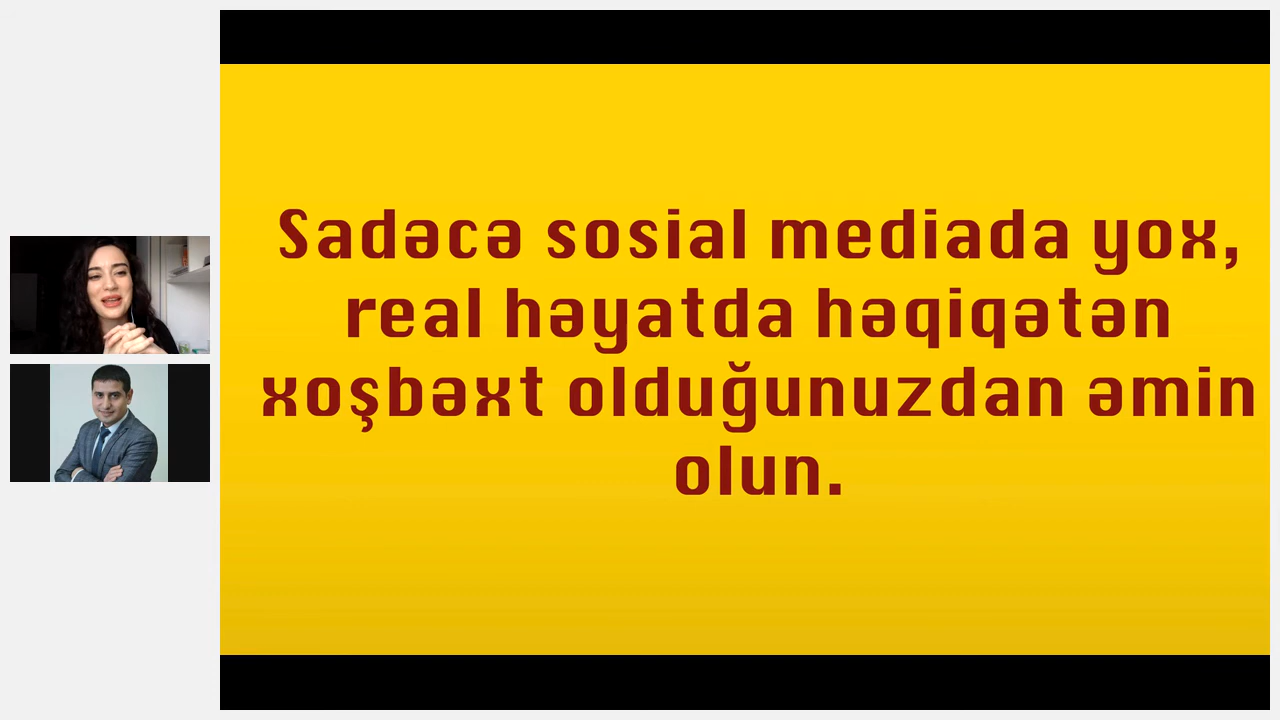 Sadəcə sosial mediada yox,
real həyatda həqiqətən
xoşbəxt olduğunuzdan əmin
olun.